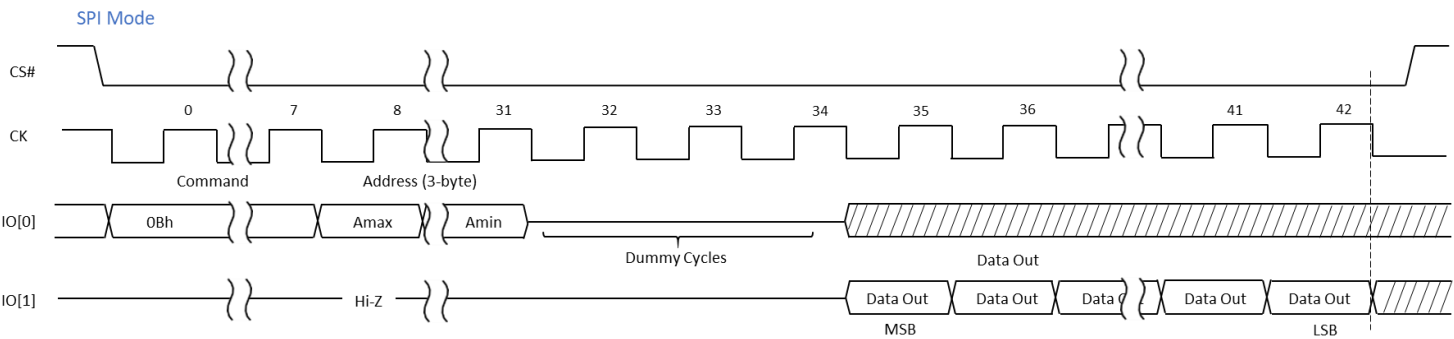 SPI Mode
CS#
0 7 8 31 32 33 34 35 36 41 42
CK
Command Address (3-byte)
IO[0] 0Bh Amax Amin
Dummy Cycles Data Out
IO[1] Hi-Z Data Out Data Out Data Data Out Data Out
MSB LSB